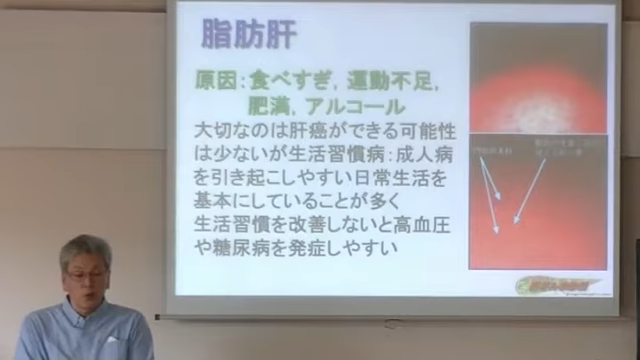 脂肪肝
原因：食べすぎ，運動不足，
肥満，アルコール
大切なのは肝癌ができる可能性
は少ないが生活習慣病：成人病
を引き起こしやすい日常生活を
基本にしていることが多く
生活習慣を改善しないと高血圧
や糖尿病を発症しやすい